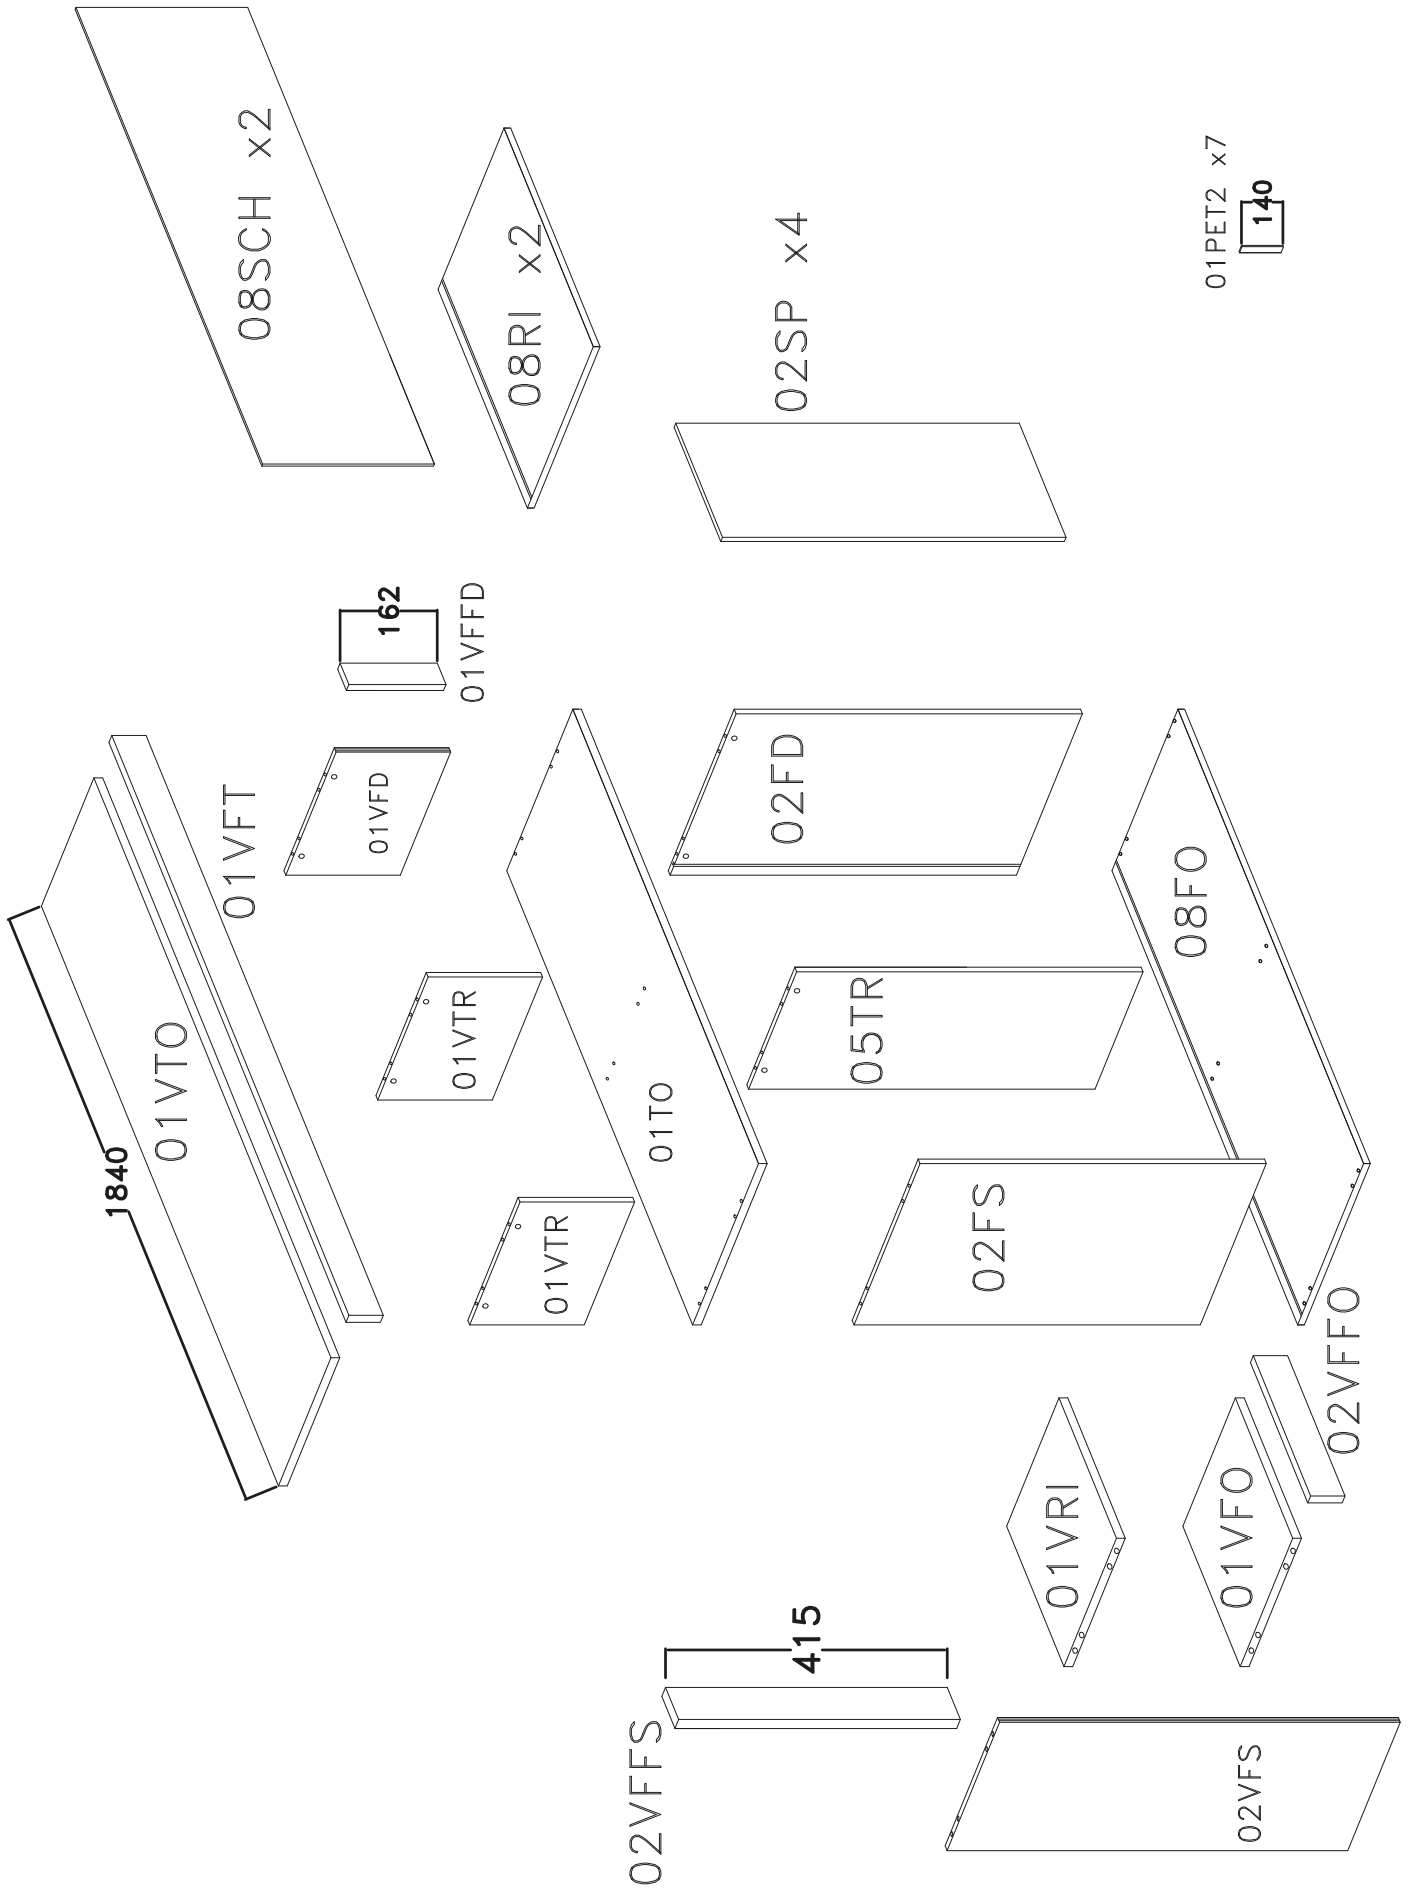 08SCH x2
08RI x2
02SP x4
01PET2 x7
140
162
01VFFD
01VFT
01VFD
02FD
08FO
1840
01VTO
01VTR
01TO
05TR
01VTR
02FS
02VFFO
01VRI
01VFO
415
02VFFS
02VFS